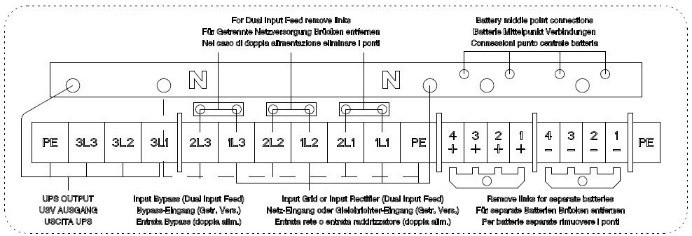 For Dual Input Feed remove links
Für Getrennte Netzversorgung Brücken entfernen
Nel caso di doppia alimentazione eliminare i ponti
Battery middle point connections
Batterie Mittelpunkt Verbindungen
Connessioni punto centrale batteria
N N
PE 3L3 3L2 3L1 2L3 1L3 2L2 1L2 2L1 1L1 PE 4+ 3+ 2+ 1+ 4- 3- 2- 1- PE
UPS OUTPUT
USV AUSGANG
USCITA UPS
Input Bypass (Dual Input Feed)
Bypass-Eingang (Getr. Vers.)
Entrata Bypass (doppia alim.)
Input Grid or Input Rectifier (Dual Input Feed)
Netz-Eingang oder Gleichrichter-Eingang (Getr. Vers.)
Entrata rete o entrata raddrizzatore (doppia alim.)
Remove links for separate batteries
Für separate Batterien Brücken entfernen
Per batterie separate rimuovere i ponti